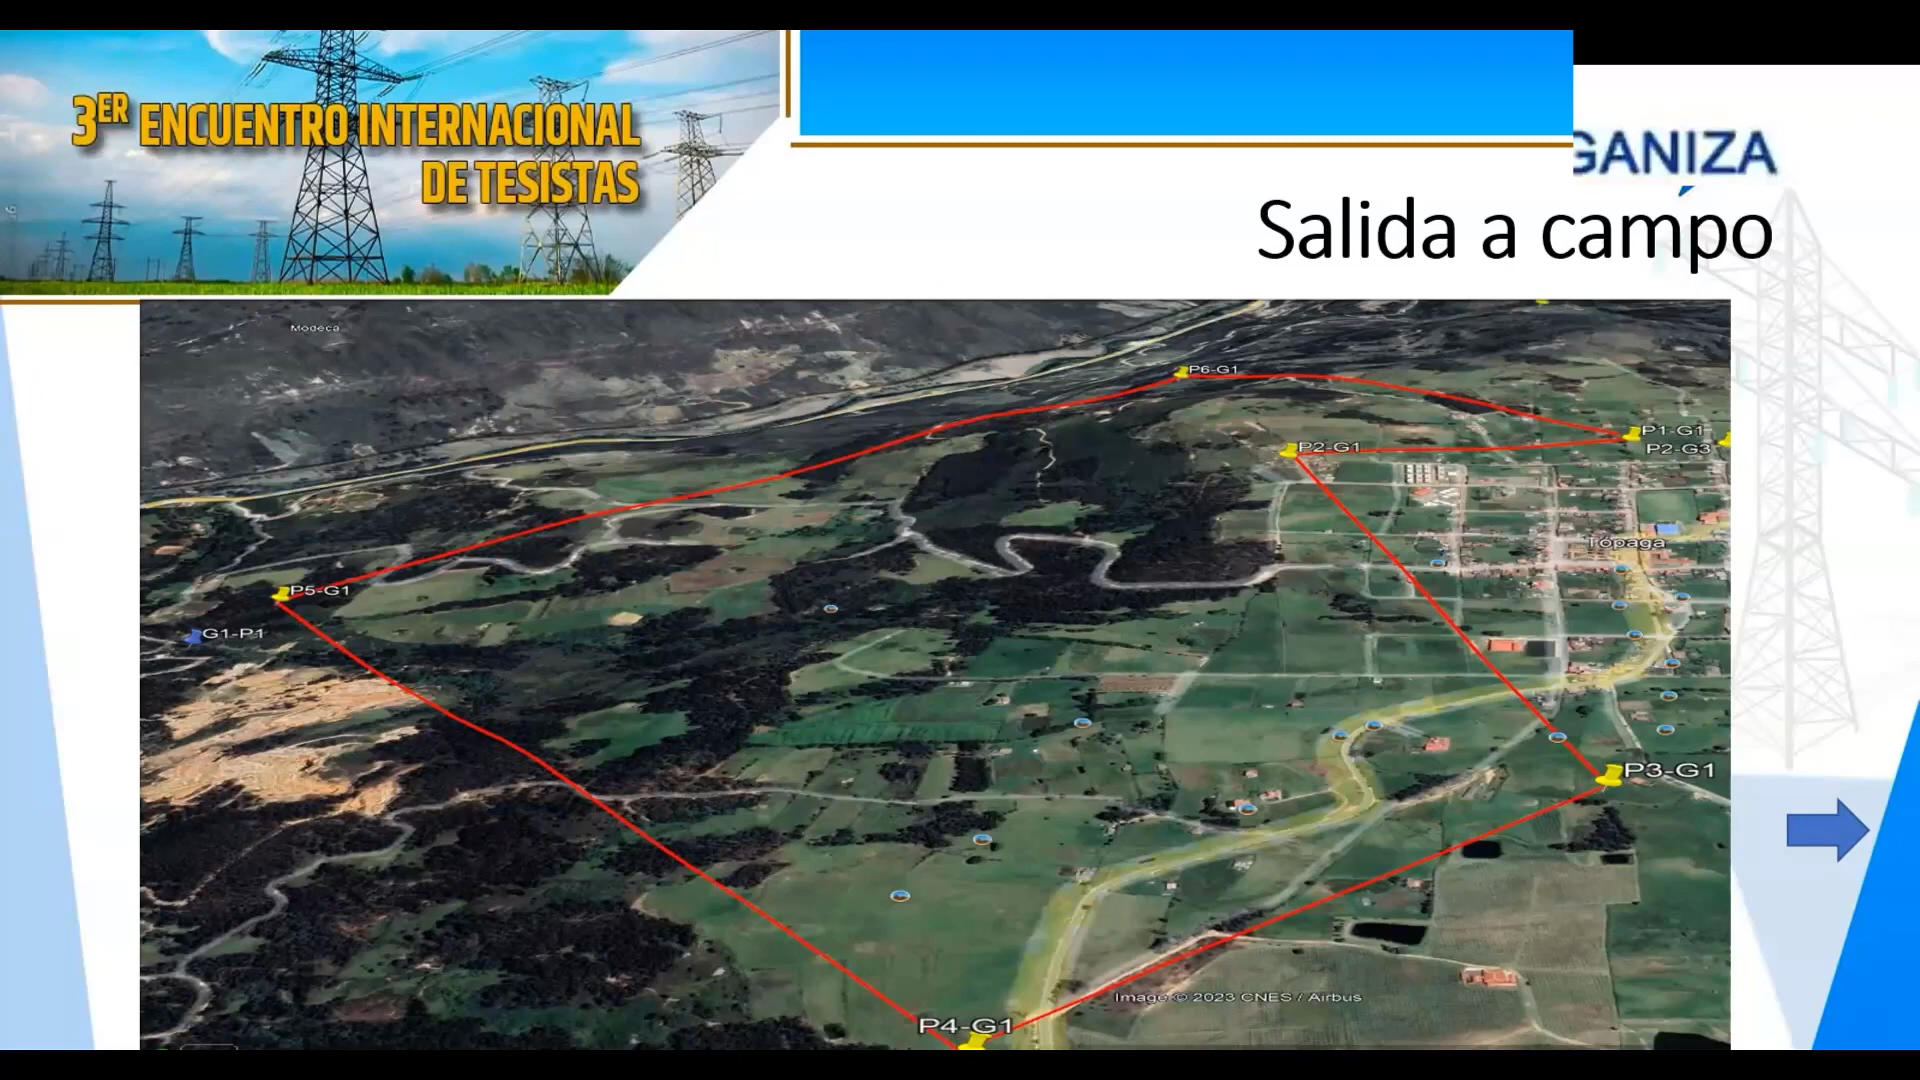 3ER ENCUENTRO INTERNACIONAL
DE TESISTAS
GANIZA
Salida a campo
Modeca
P6-G1
P1-G1
P2-G1
P2-G3
Tópaga
P5-G1
G1-P1
P3-G1
Image © 2023 CNES / Airbus
P4-G1